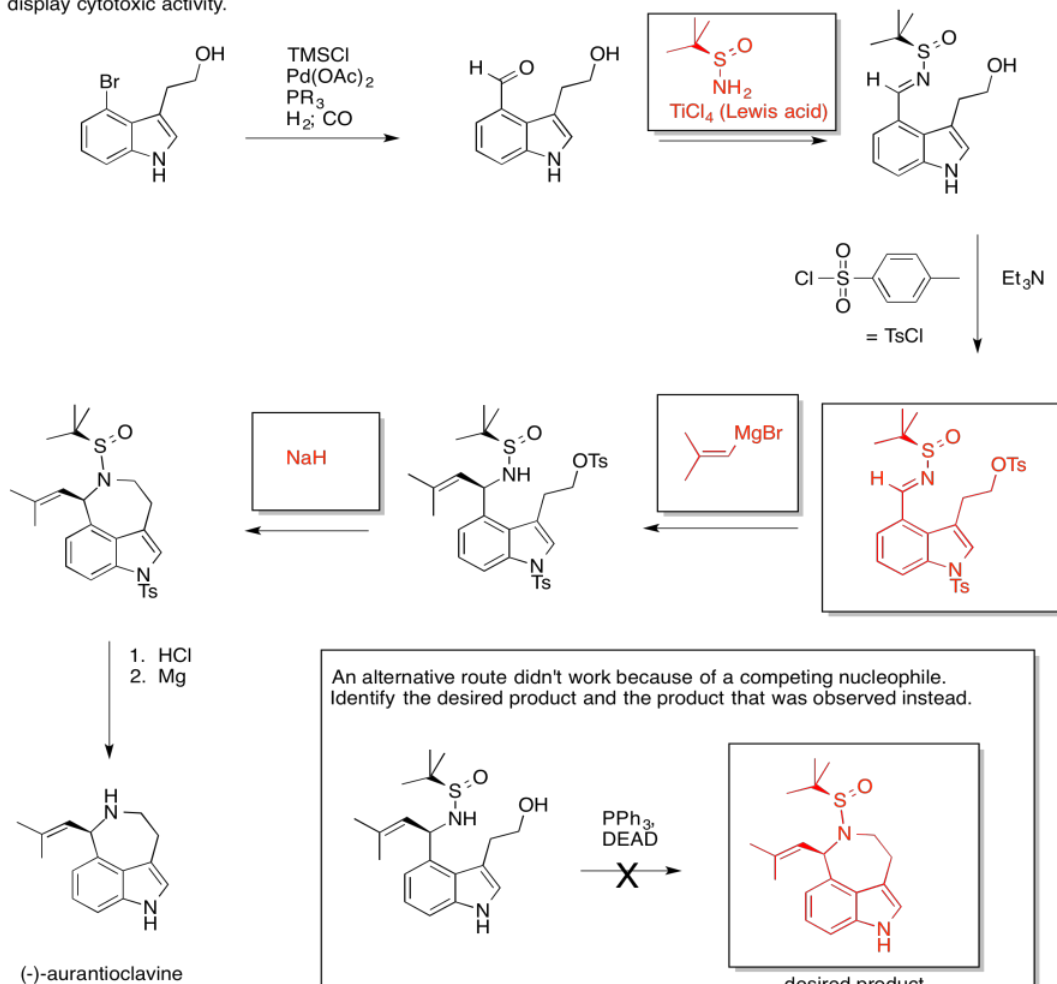 display cytotoxic activity.
Br
OH
N
H
TMSCl
Pd(OAc)2
PR3
H2; CO
H
O
OH
N
H
S
O
NH2
TiCl4 (Lewis acid)
S
O
H
N
OH
N
H
O
Cl
S
O
= TsCl
Et3N
S
O
N
N
Ts
NaH
S
O
NH
OTs
N
Ts
MgBr
S
O
H
N
OTs
N
Ts
1. HCl
2. Mg
H
N
N
H
(-)-aurantioclavine
An alternative route didn't work because of a competing nucleophile.
Identify the desired product and the product that was observed instead.
S
O
NH
OH
N
H
PPh3,
DEAD
X
S
O
N
N
H
desired product